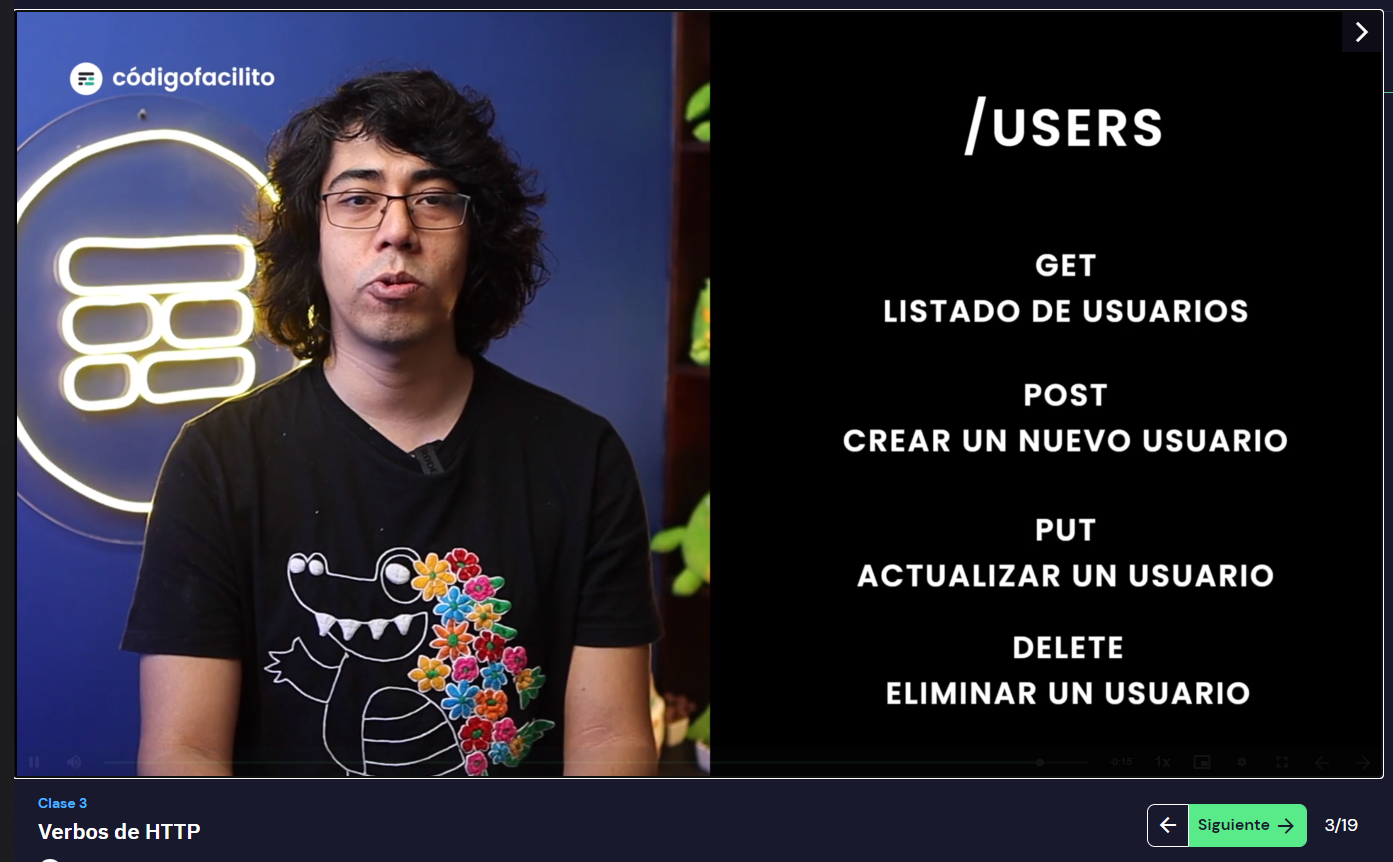 códigofacilito
/USERS
GET
LISTADO DE USUARIOS
POST
CREAR UN NUEVO USUARIO
PUT
ACTUALIZAR UN USUARIO
DELETE
ELIMINAR UN USUARIO
-0:15 1x
Clase 3
Verbos de HTTP
Siguiente
3/19